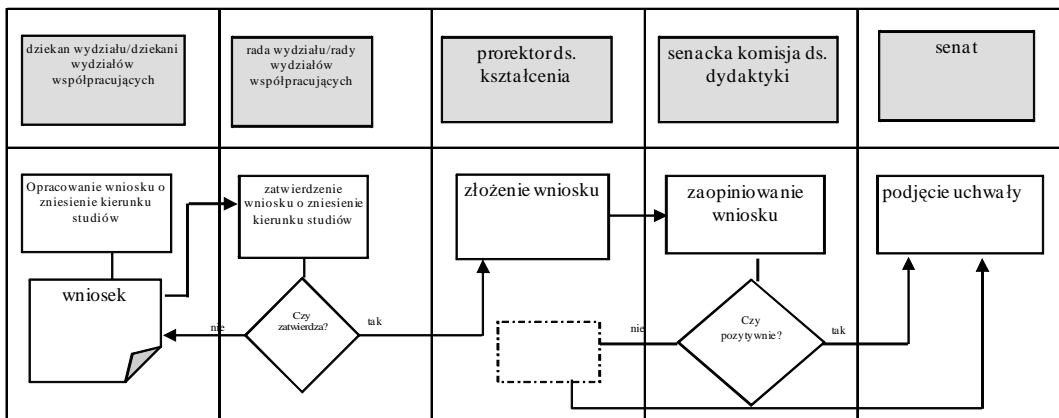 dziekan wydziału/dziekani
wydziałów
współpracujących
rada wydziału/rady
wydziałów
współpracujących
prorektor ds.
kształcenia
senacka komisja ds.
dydaktyki
senat
Opracowanie wniosku o
zniesienie kierunku
studiów
wniosek
zatwierdzenie
wniosku o zniesienie
kierunku studiów
Czy
zatwierdza?
nie
tak
złożenie wniosku
zaopiniowanie
wniosku
Czy
pozytywnie?
nie
tak
podjęcie uchwały